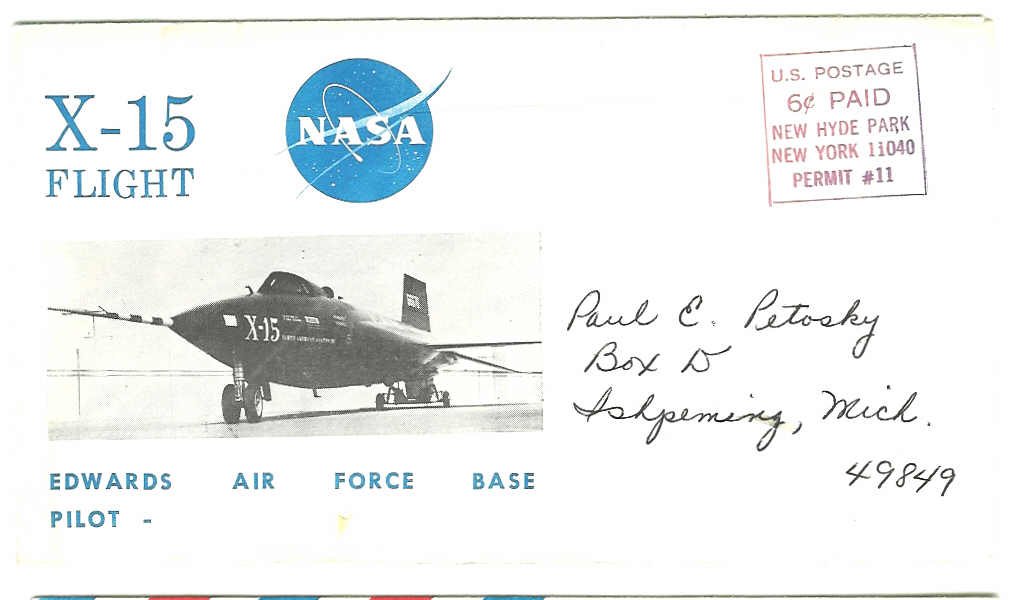 X-15
FLIGHT
NASA
U.S. POSTAGE
6¢ PAID
NEW HYDE PARK
NEW YORK 11040
PERMIT #11
X-15
Paul C. Petosky
Box D
Ishpeming, Mich.
49849
EDWARDS AIR FORCE BASE
PILOT -